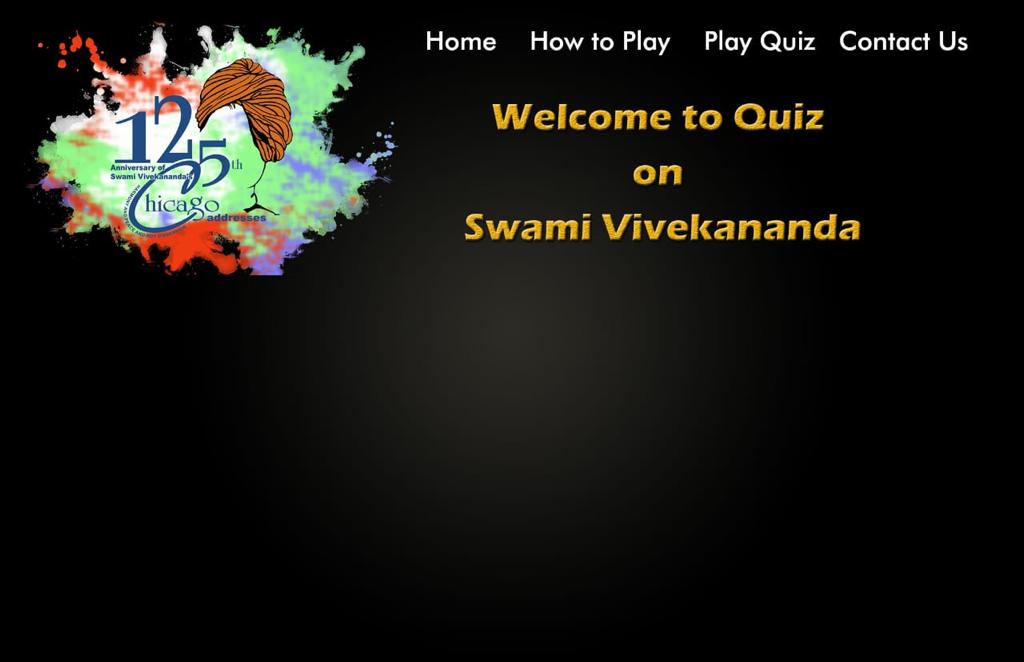 Home How to Play Play Quiz Contact Us
Welcome to Quiz
on
Swami Vivekananda
125th
Anniversary of
Swami Vivekananda's
Chicago
addresses